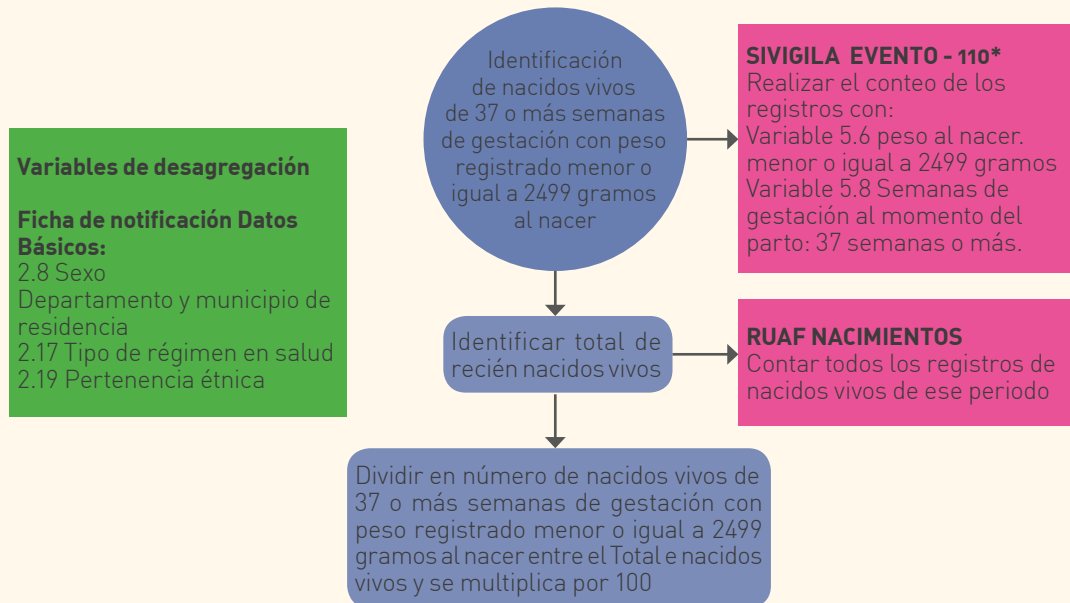 Variables de desagregación
Ficha de notificación Datos
Básicos:
2.8 Sexo
Departamento y municipio de
residencia
2.17 Tipo de régimen en salud
2.19 Pertenencia étnica
Identificación
de nacidos vivos
de 37 o más semanas
de gestación con peso
registrado menor o
igual a 2499 gramos
al nacer
SIVIGILA EVENTO - 110*
Realizar el conteo de los
registros con:
Variable 5.6 peso al nacer.
menor o igual a 2499 gramos
Variable 5.8 Semanas de
gestación al momento del
parto: 37 semanas o más.
Identificar total de
recién nacidos vivos
RUAF NACIMIENTOS
Contar todos los registros de
nacidos vivos de ese periodo
Dividir en número de nacidos vivos de
37 o más semanas de gestación con
peso registrado menor o igual a 2499
gramos al nacer entre el Total e nacidos
vivos y se multiplica por 100